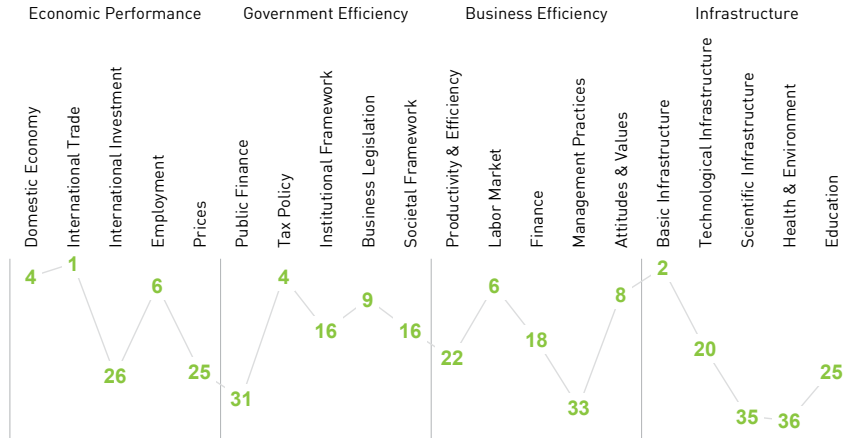 Economic Performance
Government Efficiency
Business Efficiency
Infrastructure
Domestic Economy
International Trade
International Investment
Employment
Prices
Public Finance
Tax Policy
Institutional Framework
Business Legislation
Societal Framework
Productivity & Efficiency
Labor Market
Finance
Management Practices
Attitudes & Values
Basic Infrastructure
Technological Infrastructure
Scientific Infrastructure
Health & Environment
Education
4
1
26
6
25
31
4
16
9
16
22
6
18
33
8
2
20
35
36
25